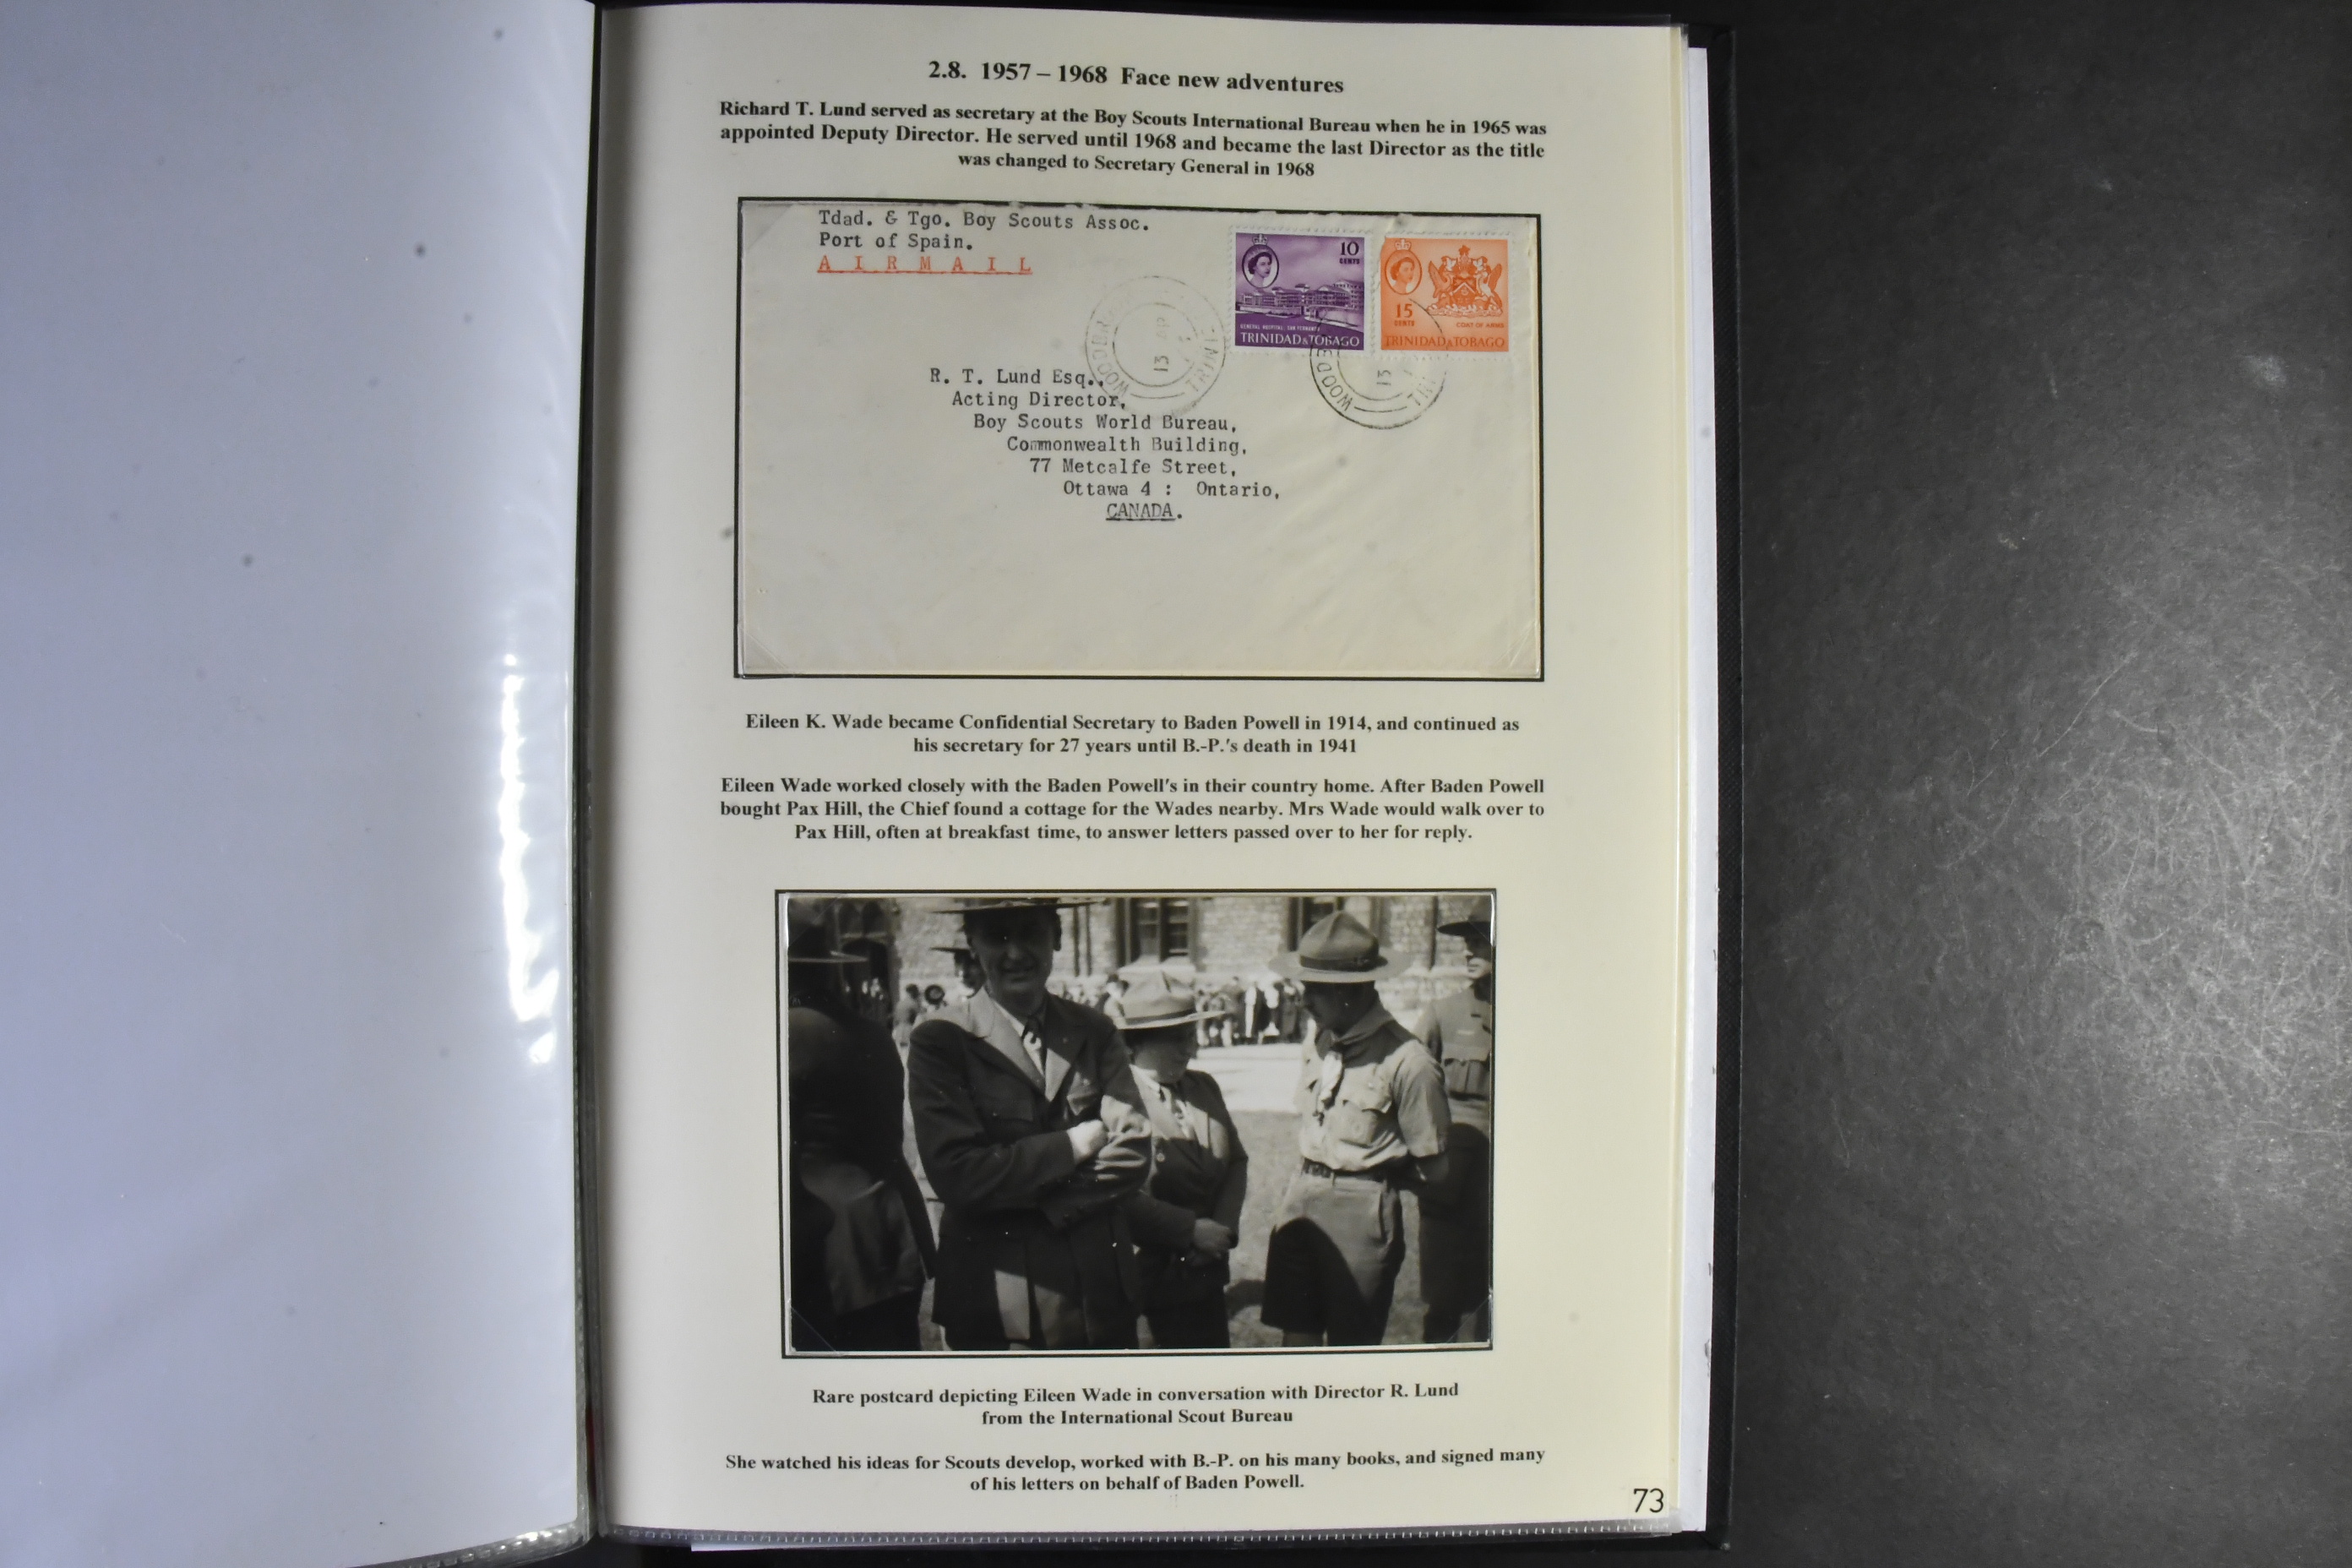 2.8. 1957 – 1968 Face new adventures
Richard T. Lund served as secretary at the Boy Scouts International Bureau when he in 1965 was
appointed Deputy Director. He served until 1968 and became the last Director as the title
was changed to Secretary General in 1968
Tdad. & Tgo. Boy Scouts Assoc.
Port of Spain.
AIRMAIL
10
CENTS
GENERAL HOSPITAL, SAN FERNANDO
TRINIDAD & TOBAGO
15
CENTS
COAT OF ARMS
TRINIDAD & TOBAGO
13 AP
TRINI
13
R. T. Lund Esq.,
Acting Director,
Boy Scouts World Bureau,
Commonwealth Building,
77 Metcalfe Street,
Ottawa 4 : Ontario,
CANADA.
Eileen K. Wade became Confidential Secretary to Baden Powell in 1914, and continued as
his secretary for 27 years until B.-P.'s death in 1941
Eileen Wade worked closely with the Baden Powell's in their country home. After Baden Powell
bought Pax Hill, the Chief found a cottage for the Wades nearby. Mrs Wade would walk over to
Pax Hill, often at breakfast time, to answer letters passed over to her for reply.
Rare postcard depicting Eileen Wade in conversation with Director R. Lund
from the International Scout Bureau
She watched his ideas for Scouts develop, worked with B.-P. on his many books, and signed many
of his letters on behalf of Baden Powell.
73